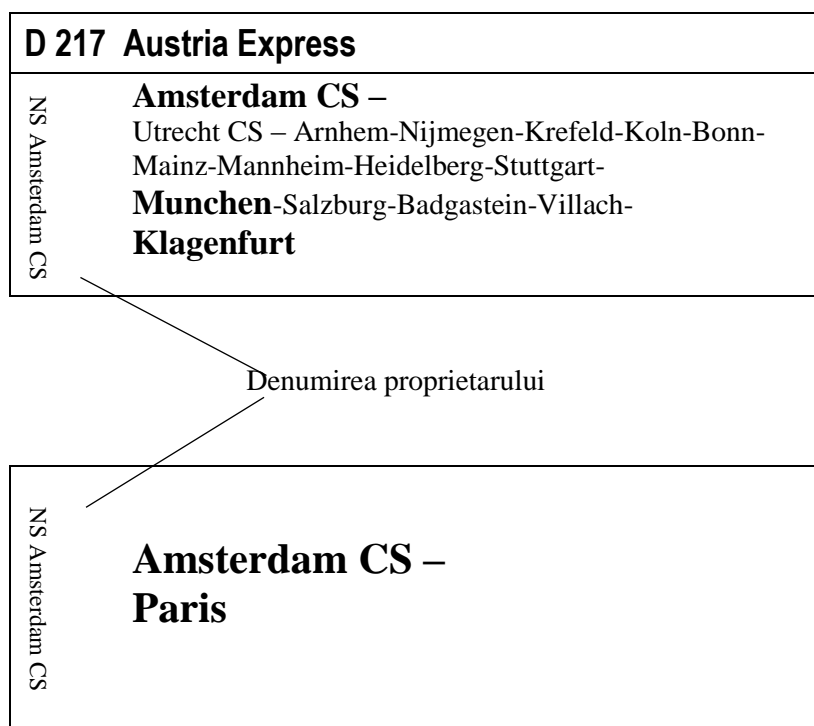 D 217 Austria Express
NS Amsterdam CS
Amsterdam CS –
Utrecht CS – Arnhem-Nijmegen-Krefeld-Koln-Bonn-
Mainz-Mannheim-Heidelberg-Stuttgart-
Munchen-Salzburg-Badgastein-Villach-
Klagenfurt
Denumirea proprietarului
NS Amsterdam CS
Amsterdam CS –
Paris